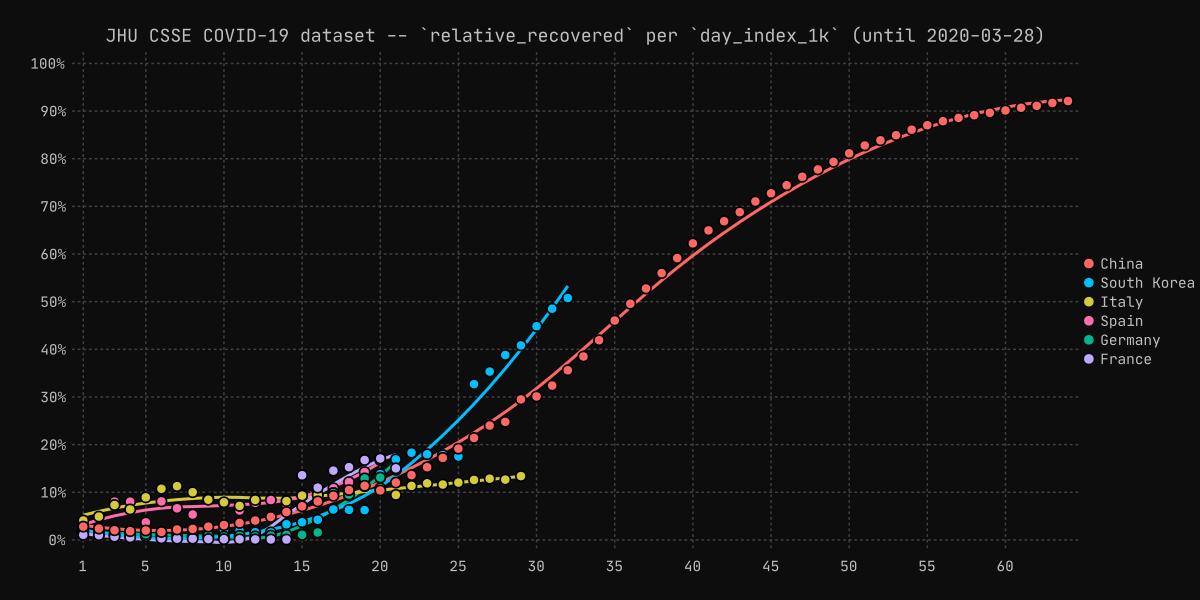 JHU CSSE COVID-19 dataset -- `relative_recovered` per `day_index_1k` (until 2020-03-28)
100%
90%
80%
70%
60%
50%
40%
30%
20%
10%
0%
1 5 10 15 20 25 30 35 40 45 50 55 60
China
South Korea
Italy
Spain
Germany
France